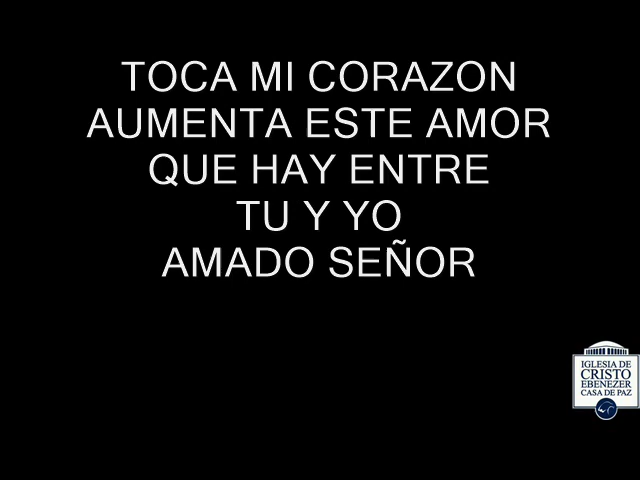 TOCA MI CORAZON
AUMENTA ESTE AMOR
QUE HAY ENTRE
TU Y YO
AMADO SEÑOR
IGLESIA DE
CRISTO
EBENEZER
CASA DE PAZ